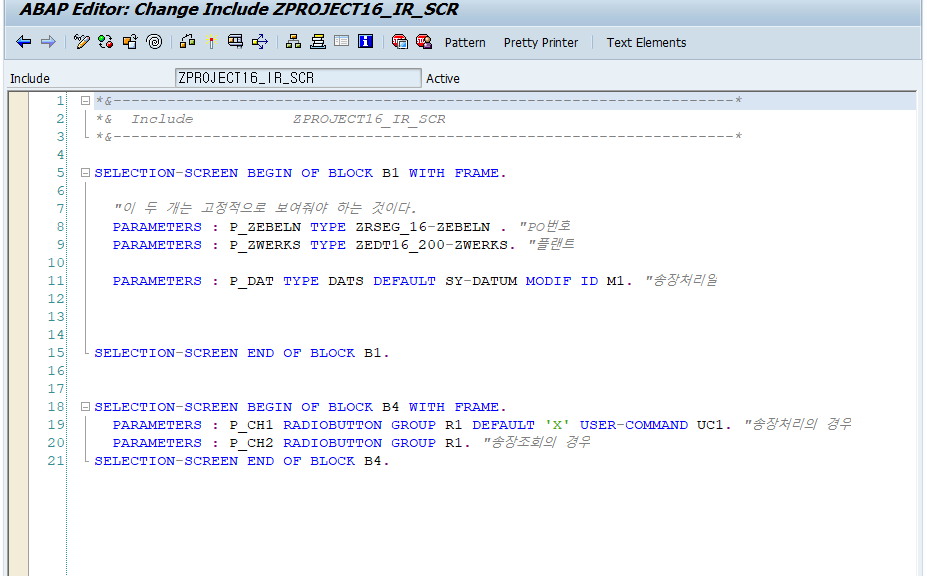 ABAP Editor: Change Include ZPROJECT16_IR_SCR
Pattern Pretty Printer Text Elements
Include ZPROJECT16_IR_SCR Active
1 *&---------------------------------------------------------------------*
2 *&  Include           ZPROJECT16_IR_SCR
3 *&---------------------------------------------------------------------*
4
5 SELECTION-SCREEN BEGIN OF BLOCK B1 WITH FRAME.
6
7   "이 두 개는 고정적으로 보여줘야 하는 것이다.
8   PARAMETERS : P_ZEBELN TYPE ZRSEG_16-ZEBELN . "PO번호
9   PARAMETERS : P_ZWERKS TYPE ZEDT16_200-ZWERKS. "플랜트
10
11   PARAMETERS : P_DAT TYPE DATS DEFAULT SY-DATUM MODIF ID M1. "송장처리일
12
13
14
15 SELECTION-SCREEN END OF BLOCK B1.
16
17
18 SELECTION-SCREEN BEGIN OF BLOCK B4 WITH FRAME.
19   PARAMETERS : P_CH1 RADIOBUTTON GROUP R1 DEFAULT 'X' USER-COMMAND UC1. "송장처리의 경우
20   PARAMETERS : P_CH2 RADIOBUTTON GROUP R1. "송장조회의 경우
21 SELECTION-SCREEN END OF BLOCK B4.